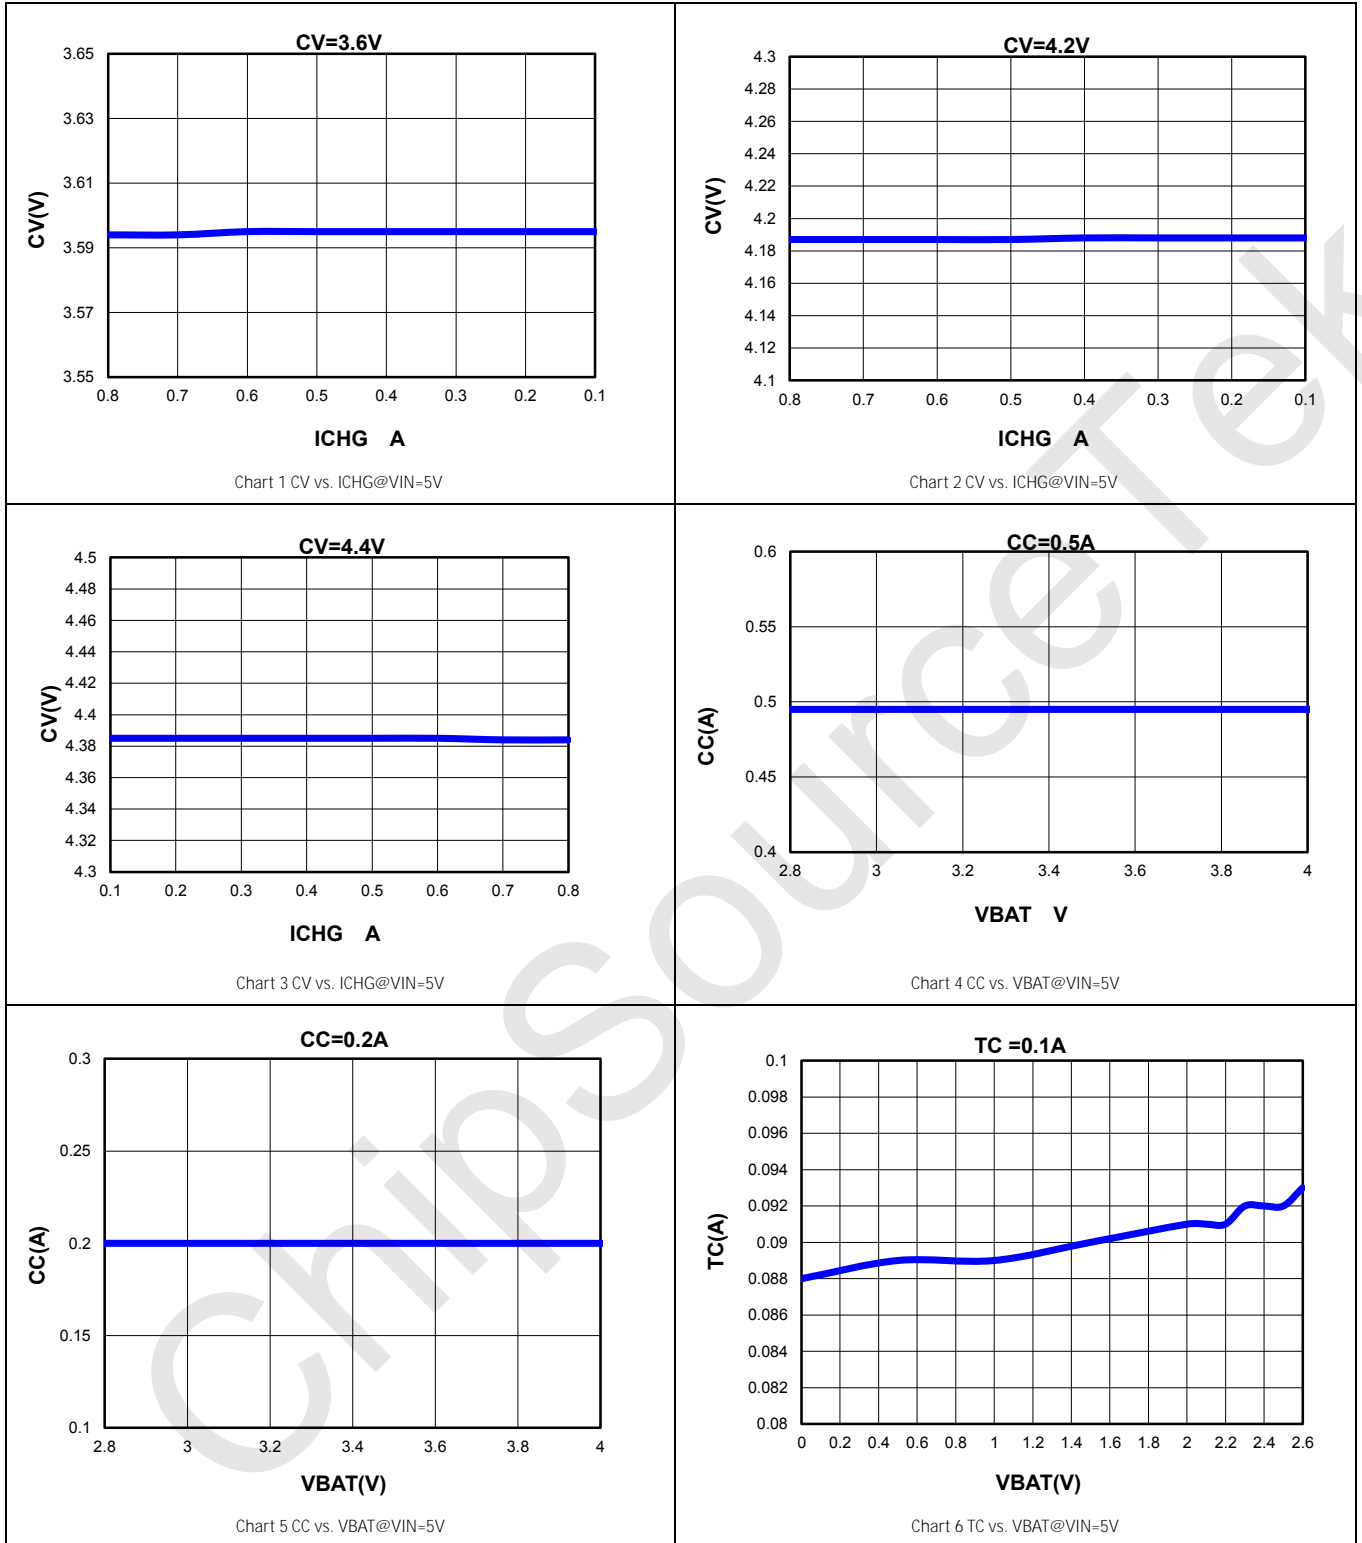 CV=3.6V
3.65
3.63
3.61
3.59
3.57
3.55
CV(V)
0.8 0.7 0.6 0.5 0.4 0.3 0.2 0.1
ICHG A
Chart 1 CV vs. ICHG@VIN=5V
CV=4.2V
4.3
4.28
4.26
4.24
4.22
4.2
4.18
4.16
4.14
4.12
4.1
CV(V)
0.8 0.7 0.6 0.5 0.4 0.3 0.2 0.1
ICHG A
Chart 2 CV vs. ICHG@VIN=5V
CV=4.4V
4.5
4.48
4.46
4.44
4.42
4.4
4.38
4.36
4.34
4.32
4.3
CV(V)
0.1 0.2 0.3 0.4 0.5 0.6 0.7 0.8
ICHG A
Chart 3 CV vs. ICHG@VIN=5V
CC=0.5A
0.6
0.55
0.5
0.45
0.4
CC(A)
2.8 3 3.2 3.4 3.6 3.8 4
VBAT V
Chart 4 CC vs. VBAT@VIN=5V
CC=0.2A
0.3
0.25
0.2
0.15
0.1
CC(A)
2.8 3 3.2 3.4 3.6 3.8 4
VBAT(V)
Chart 5 CC vs. VBAT@VIN=5V
TC =0.1A
0.1
0.098
0.096
0.094
0.092
0.09
0.088
0.086
0.084
0.082
0.08
TC(A)
0 0.2 0.4 0.6 0.8 1 1.2 1.4 1.6 1.8 2 2.2 2.4 2.6
VBAT(V)
Chart 6 TC vs. VBAT@VIN=5V
ChipSource Tek